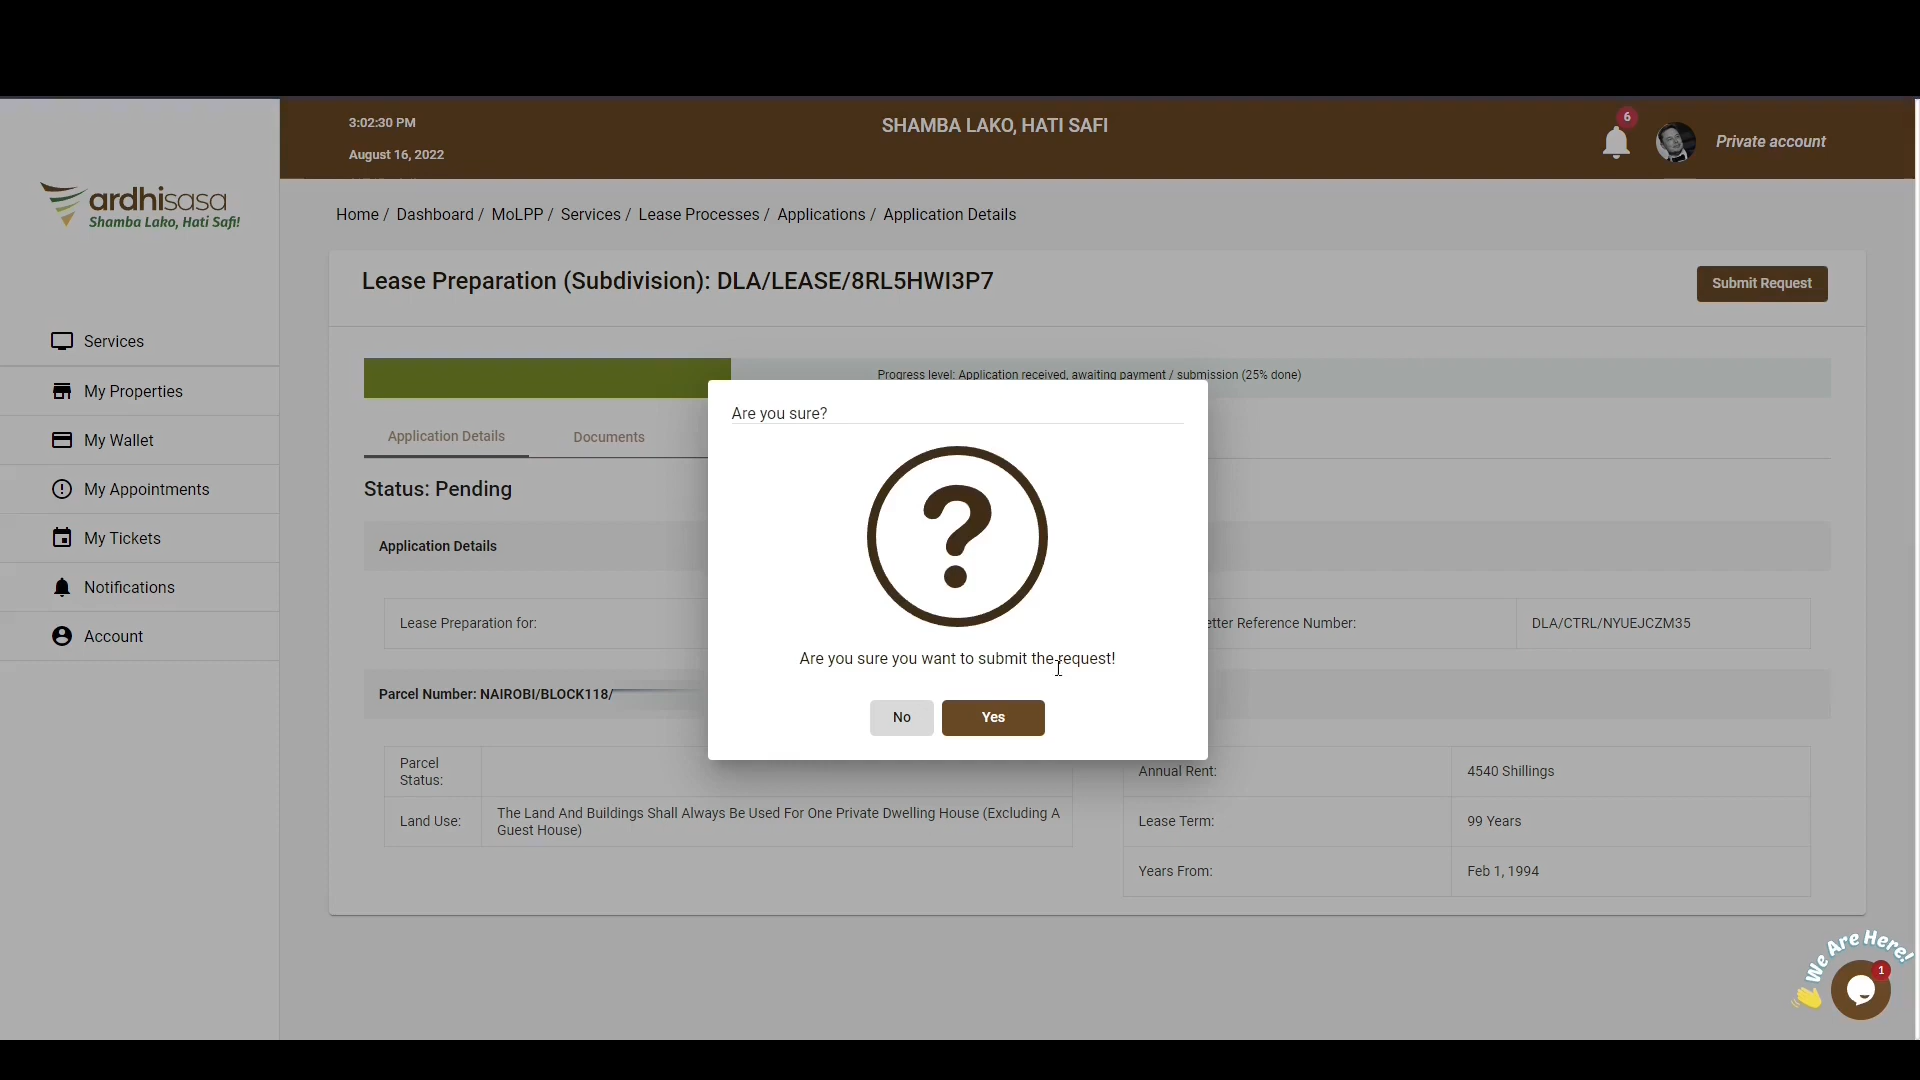 3:02:30 PM
SHAMBA LAKO, HATI SAFI
6
Private account
August 16, 2022
ardhisasa
Shamba Lako, Hati Safi!
Home / Dashboard / MoLPP / Services / Lease Processes / Applications / Application Details
Lease Preparation (Subdivision): DLA/LEASE/8RL5HWI3P7
Submit Request
Services
My Properties
My Wallet
My Appointments
My Tickets
Notifications
Account
Progress level: Application received, awaiting payment / submission (25% done)
Application Details
Documents
Status: Pending
Application Details
Lease Preparation for:
Reference Number:
DLA/CTRL/NYUEJCZM35
Parcel Number: NAIROBI/BLOCK118/
Parcel
Status:
Land Use:
The Land And Buildings Shall Always Be Used For One Private Dwelling House (Excluding A
Guest House)
Annual Rent:
4540 Shillings
Lease Term:
99 Years
Years From:
Feb 1, 1994
Are you sure?
?
Are you sure you want to submit the request!
No
Yes
We Are Here!
1